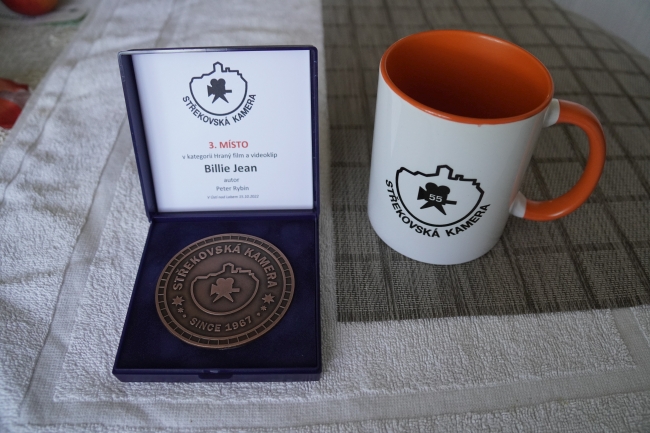 STŘEKOVSKÁ KAMERA
3. MÍSTO
v kategorii Hraný film a videoklip
Billie Jean
autor
Peter Rybin
STŘEKOVSKÁ KAMERA
SINCE 1967
55
STŘEKOVSKÁ KAMERA